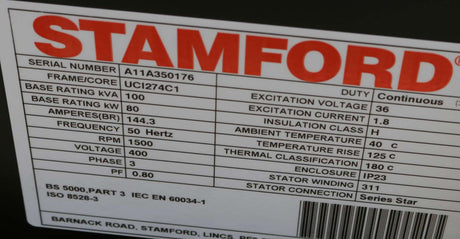 STAMFORD
SERIAL NUMBER A11A350176
FRAME/CORE UCI274C1
BASE RATING kVA 100
BASE RATING kW 80
AMPERES(BR) 144.3
FREQUENCY 50 Hertz
RPM 1500
VOLTAGE 400
PHASE 3
PF 0.80
DUTY Continuous
EXCITATION VOLTAGE 36
EXCITATION CURRENT 1.8
INSULATION CLASS H
AMBIENT TEMPERATURE 40 c
TEMPERATURE RISE 125 c
THERMAL CLASSIFICATION 180 c
ENCLOSURE IP23
STATOR WINDING 311
STATOR CONNECTION Series Star
BS 5000,PART 3 IEC EN 60034-1
ISO 8528-3
BARNACK ROAD, STAMFORD, LINCS,